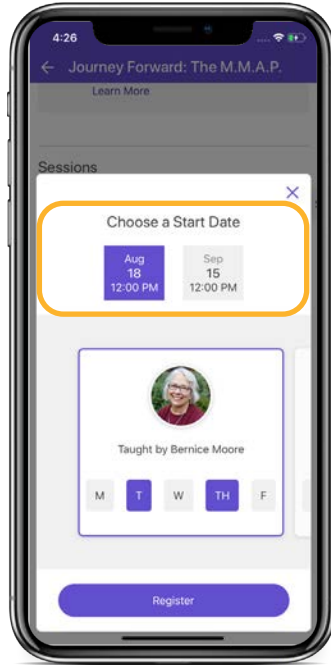 4:26
← Journey Forward: The M.M.A.P.
Learn More
Sessions
Choose a Start Date
Aug
18
12:00 PM
Sep
15
12:00 PM
Taught by Bernice Moore
M T W TH F
Register